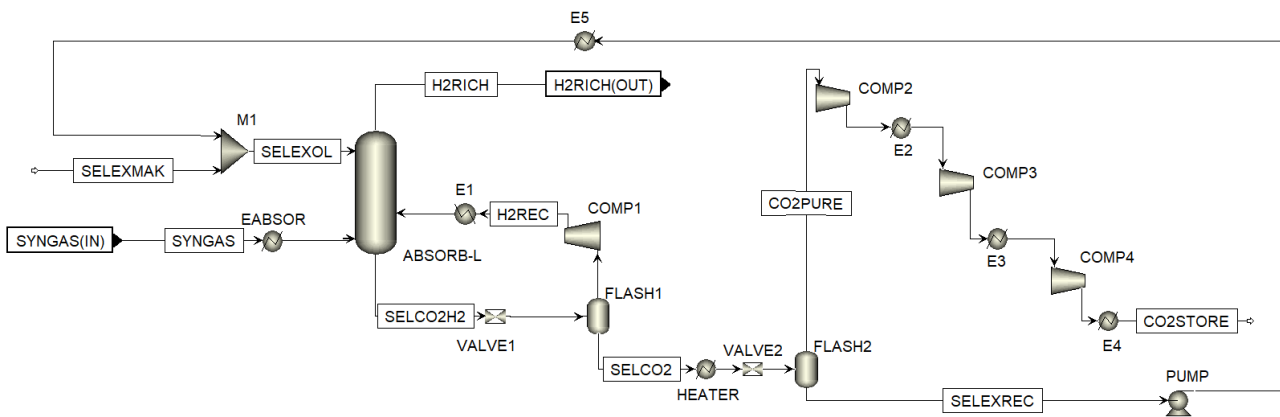 E5
H2RICH
H2RICH(OUT)
COMP2
M1
E2
SELEXOL
SELEXMAK
COMP3
E1
COMP1
CO2PURE
H2REC
EABSOR
SYNGAS(IN)
SYNGAS
E3
COMP4
ABSORB-L
FLASH1
SELCO2H2
CO2STORE
VALVE1
E4
VALVE2
FLASH2
SELCO2
HEATER
PUMP
SELEXREC